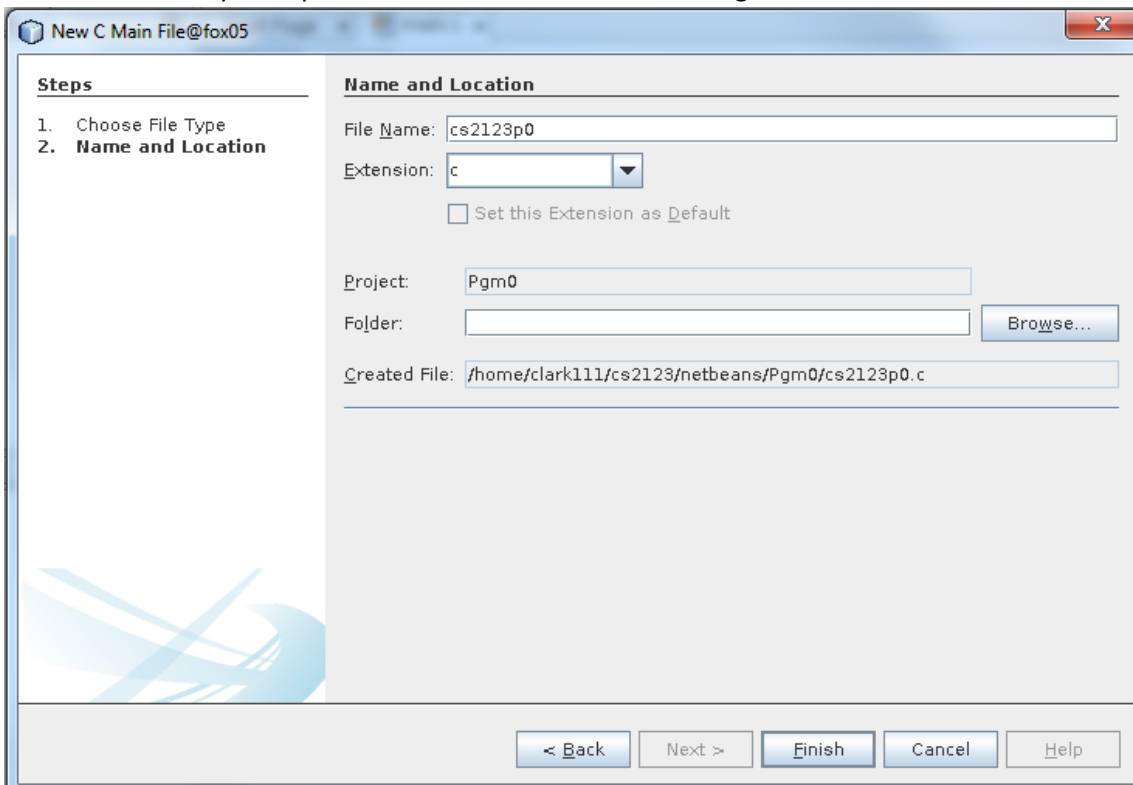 New C Main File@fox05
X
Steps
1. Choose File Type
2. Name and Location
Name and Location
File Name: cs2123p0
Extension: c
Set this Extension as Default
Project: Pgm0
Folder: Browse...
Created File: /home/clark111/cs2123/netbeans/Pgm0/cs2123p0.c
< Back Next > Finish Cancel Help